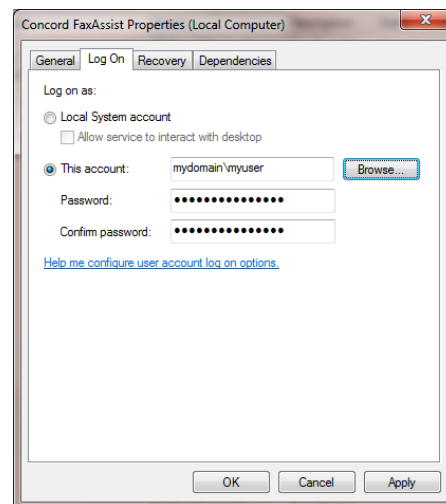 Concord FaxAssist Properties (Local Computer)
General Log On Recovery Dependencies
Log on as:
Local System account
Allow service to interact with desktop
This account: mydomain\myuser Browse...
Password: •••••••••••••••
Confirm password: •••••••••••••••
Help me configure user account log on options.
OK Cancel Apply